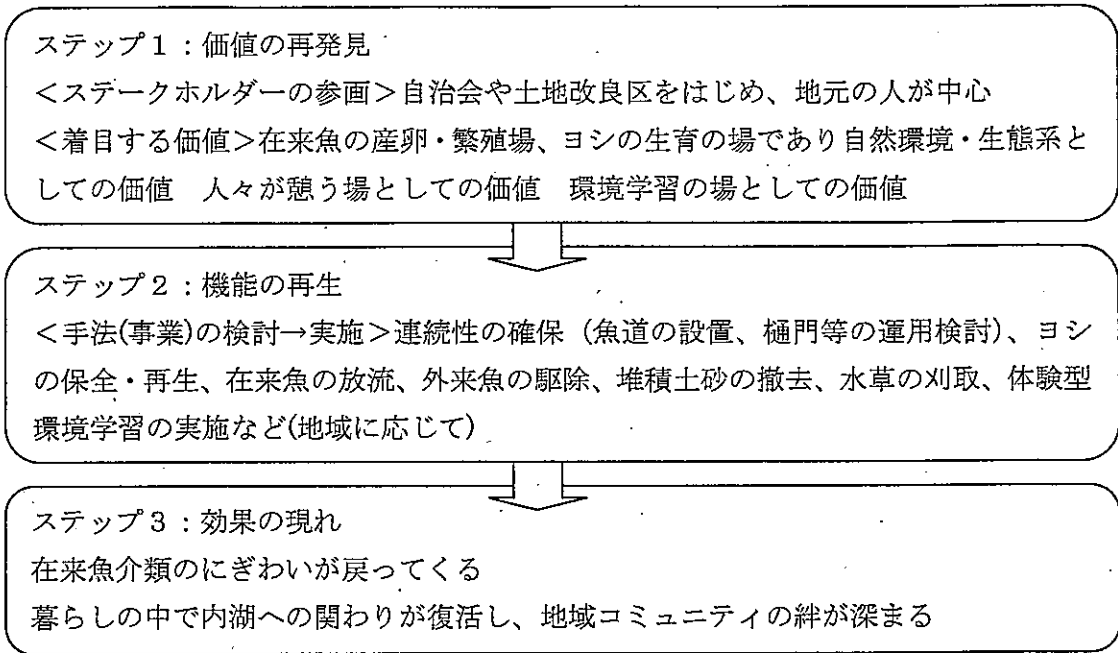 ステップ1：価値の再発見
＜ステークホルダーの参画＞自治会や土地改良区をはじめ、地元の人が中心
＜着目する価値＞在来魚の産卵・繁殖場、ヨシの生育の場であり自然環境・生態系と
しての価値　人々が憩う場としての価値　環境学習の場としての価値
ステップ2：機能の再生
＜手法(事業)の検討→実施＞連続性の確保（魚道の設置、樋門等の運用検討）、ヨシ
の保全・再生、在来魚の放流、外来魚の駆除、堆積土砂の撤去、水草の刈取、体験型
環境学習の実施など(地域に応じて)
ステップ3：効果の現れ
在来魚介類のにぎわいが戻ってくる
暮らしの中で内湖への関わりが復活し、地域コミュニティの絆が深まる